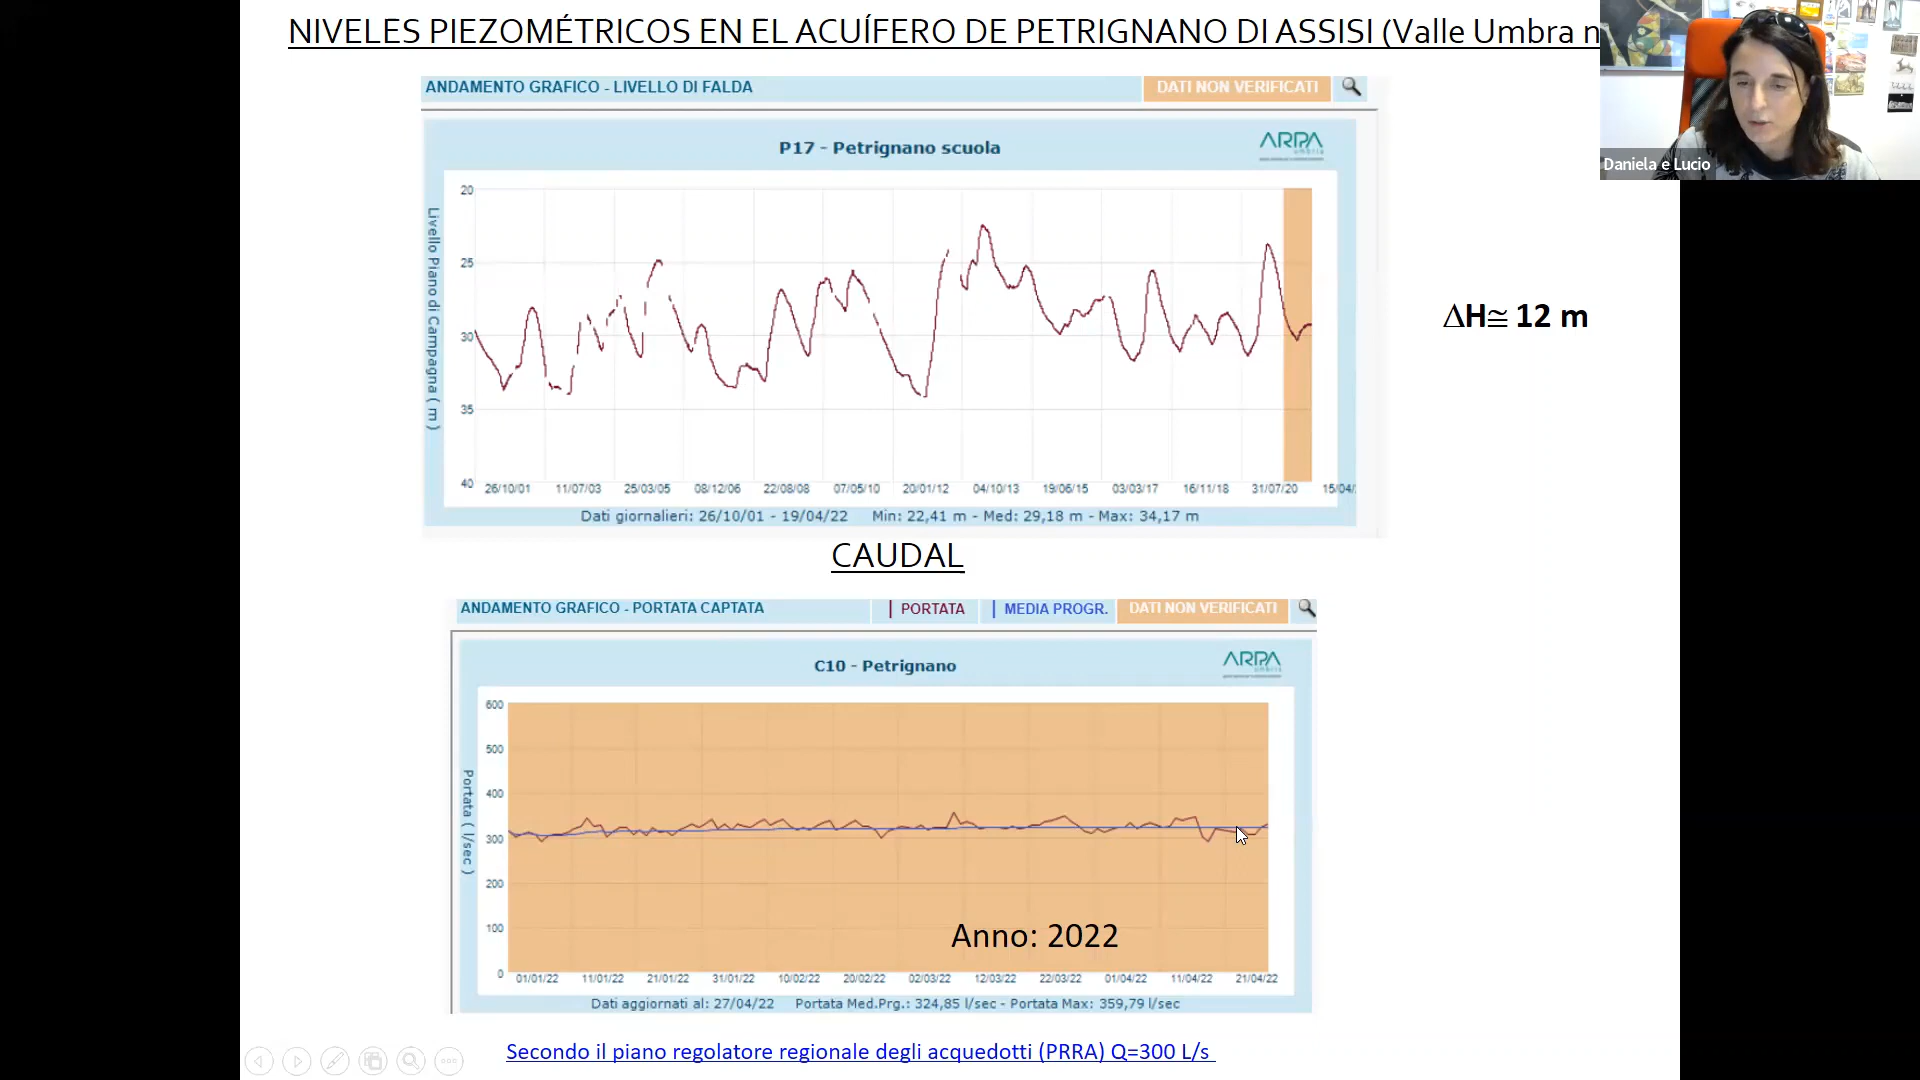 NIVELES PIEZOMÉTRICOS EN EL ACUÍFERO DE PETRIGNANO DI ASSISI (Valle Umbra n
Daniela e Lucio
ANDAMENTO GRAFICO - LIVELLO DI FALDA
DATI NON VERIFICATI
P17 - Petrignano scuola
ARPA
umbria
Livello Piano di Campagna ( m )
20
25
30
35
40
26/10/01 11/07/03 25/03/05 08/12/06 22/08/08 07/05/10 20/01/12 04/10/13 19/06/15 03/03/17 16/11/18 31/07/20 15/04/
Dati giornalieri: 26/10/01 - 19/04/22 Min: 22,41 m - Med: 29,18 m - Max: 34,17 m
ΔH≅ 12 m
CAUDAL
ANDAMENTO GRAFICO - PORTATA CAPTATA
PORTATA
MEDIA PROGR.
DATI NON VERIFICATI
C10 - Petrignano
ARPA
umbria
Portata ( l/sec )
600
500
400
300
200
100
0
Anno: 2022
01/01/22 11/01/22 21/01/22 31/01/22 10/02/22 20/02/22 02/03/22 12/03/22 22/03/22 01/04/22 11/04/22 21/04/22
Dati aggiornati al: 27/04/22 Portata Med.Prg.: 324,85 l/sec - Portata Max: 359,79 l/sec
Secondo il piano regolatore regionale degli acquedotti (PRRA) Q=300 L/s